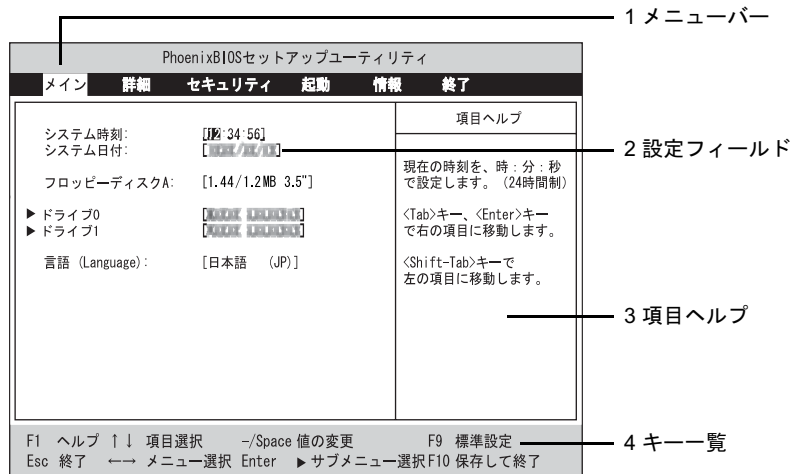 1 メニューバー
PhoenixBIOSセットアップユーティリティ
メイン 詳細 セキュリティ 起動 情報 終了
項目ヘルプ
システム時刻: [12:34:56]
システム日付:
2 設定フィールド
現在の時刻を、時：分：秒
で設定します。（24時間制）
フロッピーディスクA: [1.44/1.2MB 3.5"]
▶ ドライブ0
▶ ドライブ1
<Tab>キー、<Enter>キー
で右の項目に移動します。
言語 (Language): [日本語 (JP)]
<Shift-Tab>キーで
左の項目に移動します。
3 項目ヘルプ
F1 ヘルプ ↑↓ 項目選択 -/Space 値の変更 F9 標準設定
4 キー一覧
Esc 終了 ←→ メニュー選択 Enter ▶ サブメニュー選択 F10 保存して終了